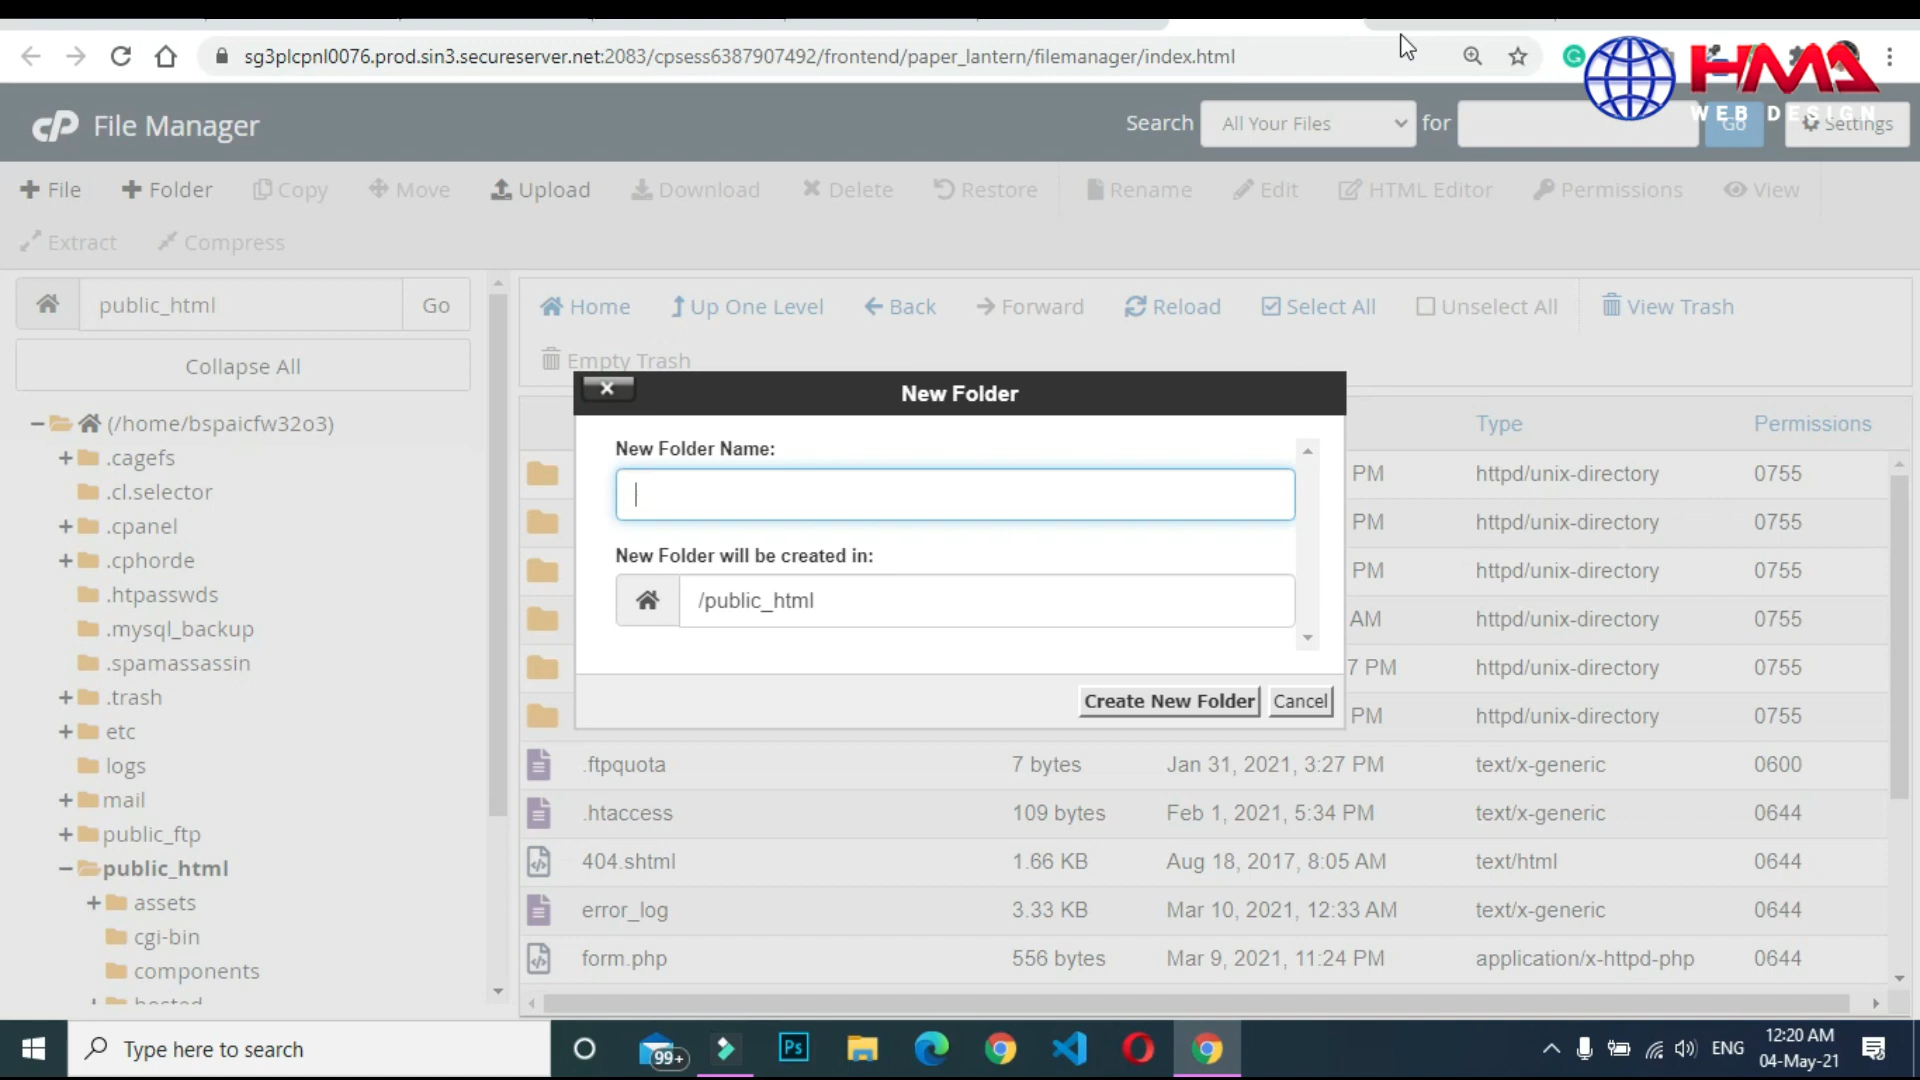 sg3plcpnl0076.prod.sin3.secureserver.net:2083/cpsess6387907492/frontend/paper_lantern/filemanager/index.html
HMA
WEB DESIGN
cP File Manager
Search All Your Files for Go Settings
File Folder Copy Move Upload Download Delete Restore Rename Edit HTML Editor Permissions View
Extract Compress
public_html Go
Home Up One Level Back Forward Reload Select All Unselect All View Trash
Empty Trash
Collapse All
(/home/bspaicfw32o3)
.cagefs
.cl.selector
.cpanel
.cphorde
.htpasswds
.mysql_backup
.spamassassin
.trash
etc
logs
mail
public_ftp
public_html
assets
cgi-bin
components
hosted
New Folder
New Folder Name:
New Folder will be created in:
/public_html
Create New Folder Cancel
Type Permissions
PM httpd/unix-directory 0755
PM httpd/unix-directory 0755
PM httpd/unix-directory 0755
AM httpd/unix-directory 0755
7 PM httpd/unix-directory 0755
PM httpd/unix-directory 0755
.ftpquota 7 bytes Jan 31, 2021, 3:27 PM text/x-generic 0600
.htaccess 109 bytes Feb 1, 2021, 5:34 PM text/x-generic 0644
404.shtml 1.66 KB Aug 18, 2017, 8:05 AM text/html 0644
error_log 3.33 KB Mar 10, 2021, 12:33 AM text/x-generic 0644
form.php 556 bytes Mar 9, 2021, 11:24 PM application/x-httpd-php 0644
Type here to search
99+
Ps
ENG
12:20 AM
04-May-21